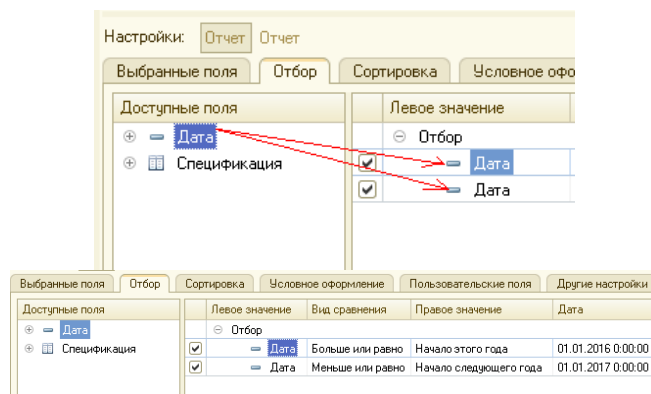 Настройки: Отчет Отчет
Выбранные поля Отбор Сортировка Условное офо
Доступные поля Левое значение
Дата Отбор
Спецификация Дата
Дата
Выбранные поля Отбор Сортировка Условное оформление Пользовательские поля Другие настройки
Доступные поля Левое значение Вид сравнения Правое значение Дата
Дата Отбор
Спецификация Дата Больше или равно Начало этого года 01.01.2016 0:00:00
Дата Меньше или равно Начало следующего года 01.01.2017 0:00:00